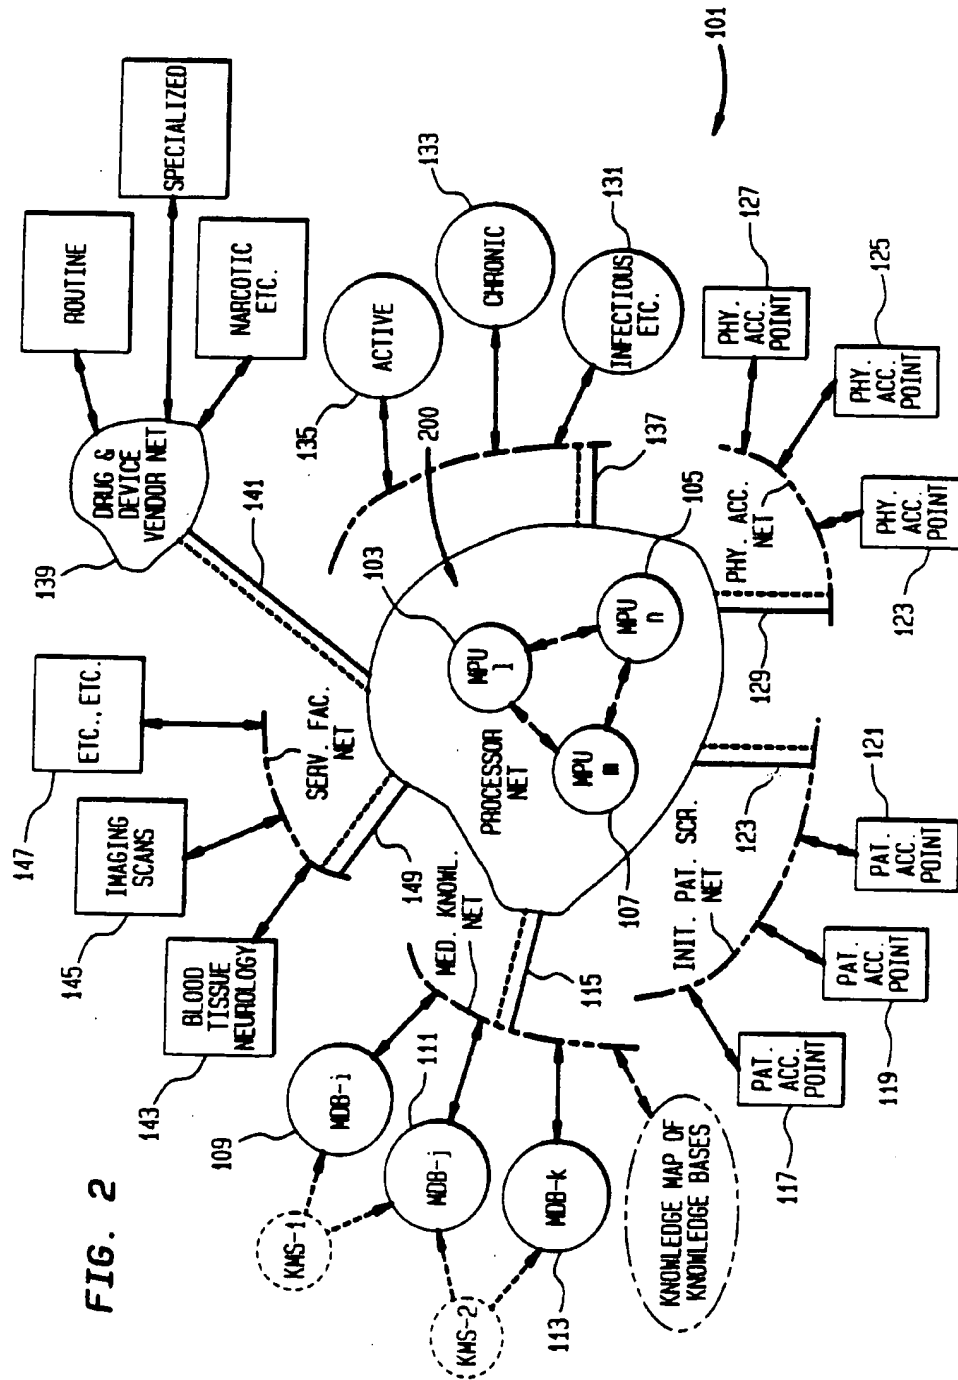 FIG. 2
101
ROUTINE
SPECIALIZED
NARCOTIC
ETC.
DRUG &
DEVICE
VENDOR NET
139
141
ACTIVE
135
CHRONIC
133
INFECTIOUS
ETC.
131
137
200
PROCESSOR
NET
MPU
1
103
MPU
n
105
MPU
m
107
SERV. FAC.
NET
149
ETC., ETC.
147
IMAGING
SCANS
145
BLOOD
TISSUE
NEUROLOGY
143
MED. KNOWL.
NET
115
MDB-i
109
MDB-j
111
MDB-k
113
KMS-1
KMS-2
KNOWLEDGE MAP OF
KNOWLEDGE BASES
INIT. PAT. SCR.
NET
123
PAT.
ACC.
POINT
117
PAT.
ACC.
POINT
119
PAT.
ACC.
POINT
121
PHY. ACC.
NET
129
PHY.
ACC.
POINT
123
PHY.
ACC.
POINT
125
PHY.
ACC.
POINT
127